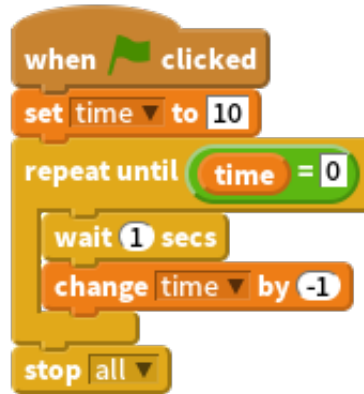 when clicked
set time to 10
repeat until time = 0
wait 1 secs
change time by -1
stop all